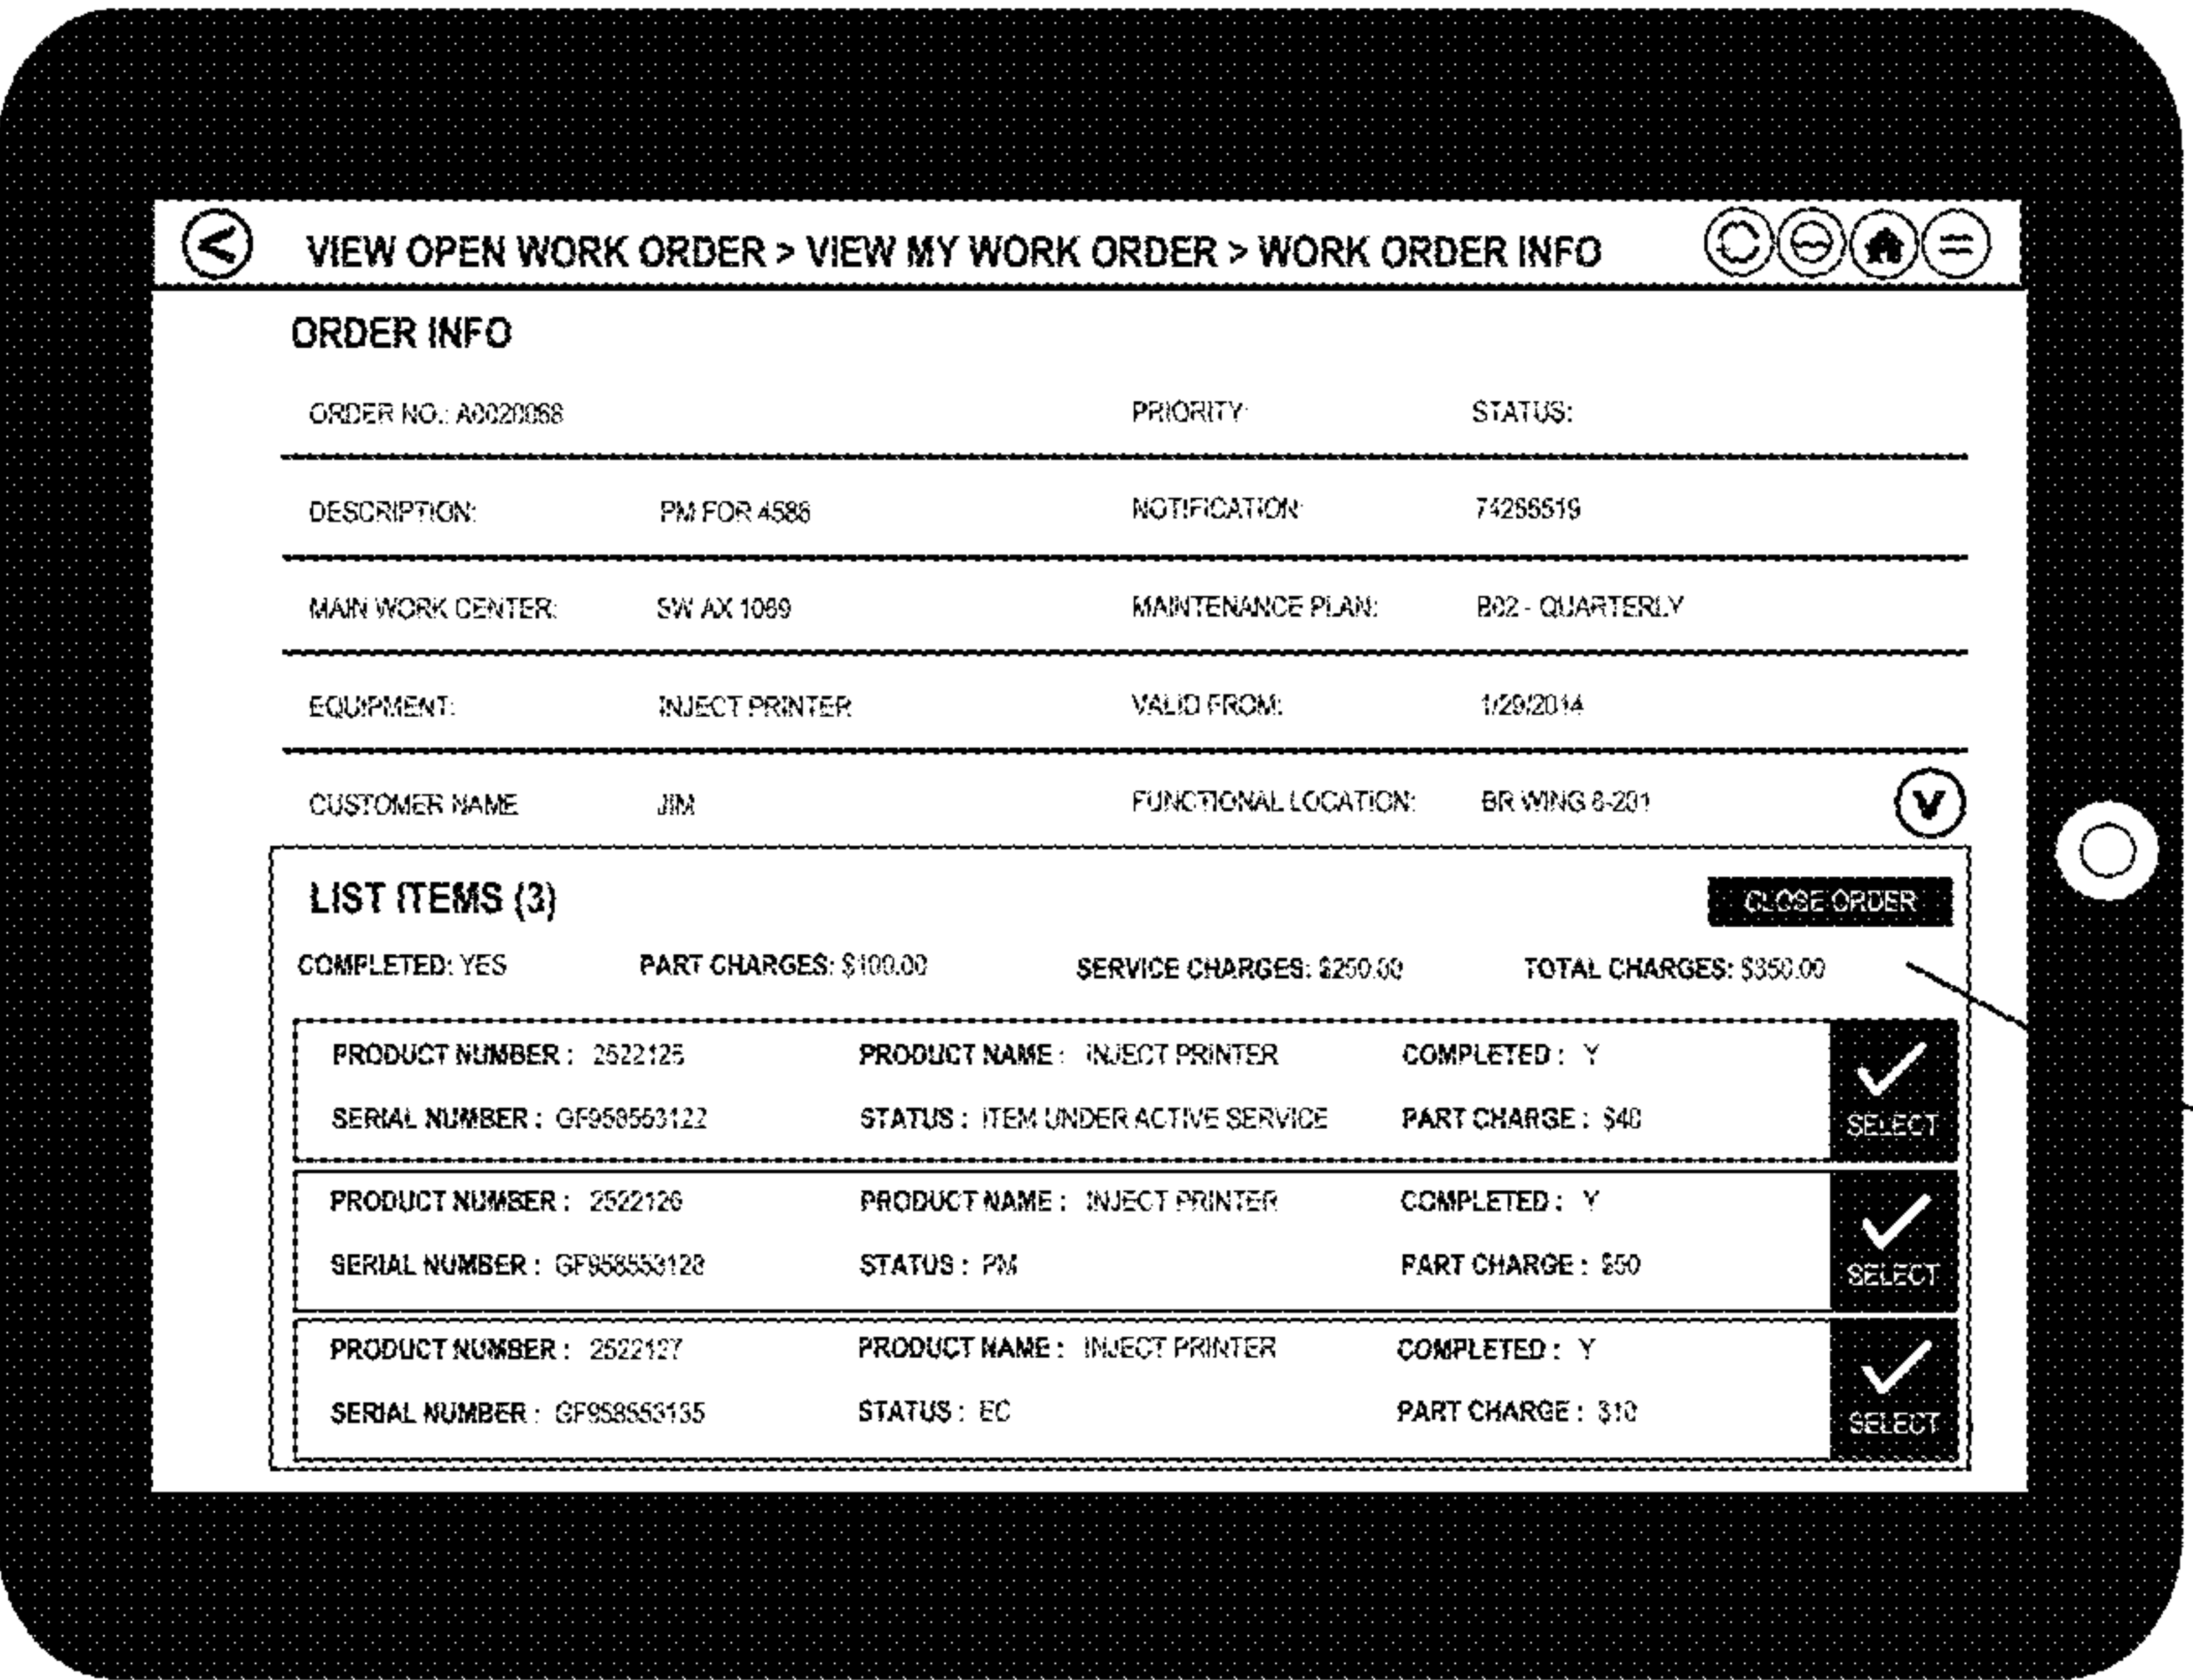 VIEW OPEN WORK ORDER > VIEW MY WORK ORDER > WORK ORDER INFO
ORDER INFO
ORDER NO.: A0020068 PRIORITY: STATUS:
DESCRIPTION: PM FOR 4586 NOTIFICATION: 74266519
MAIN WORK CENTER: SW AX 1069 MAINTENANCE PLAN: B02 - QUARTERLY
EQUIPMENT: INJECT PRINTER VALID FROM: 1/29/2014
CUSTOMER NAME JIM FUNCTIONAL LOCATION: BR WING 6-201
LIST ITEMS (3) CLOSE ORDER
COMPLETED: YES PART CHARGES: $100.00 SERVICE CHARGES: $250.00 TOTAL CHARGES: $350.00
PRODUCT NUMBER : 2522125 PRODUCT NAME : INJECT PRINTER COMPLETED : Y
SERIAL NUMBER : GF958553122 STATUS : ITEM UNDER ACTIVE SERVICE PART CHARGE : $40
SELECT
PRODUCT NUMBER : 2522126 PRODUCT NAME : INJECT PRINTER COMPLETED : Y
SERIAL NUMBER : GF958553128 STATUS : PM PART CHARGE : $50
SELECT
PRODUCT NUMBER : 2522127 PRODUCT NAME : INJECT PRINTER COMPLETED : Y
SERIAL NUMBER : GF958553135 STATUS : EC PART CHARGE : $10
SELECT